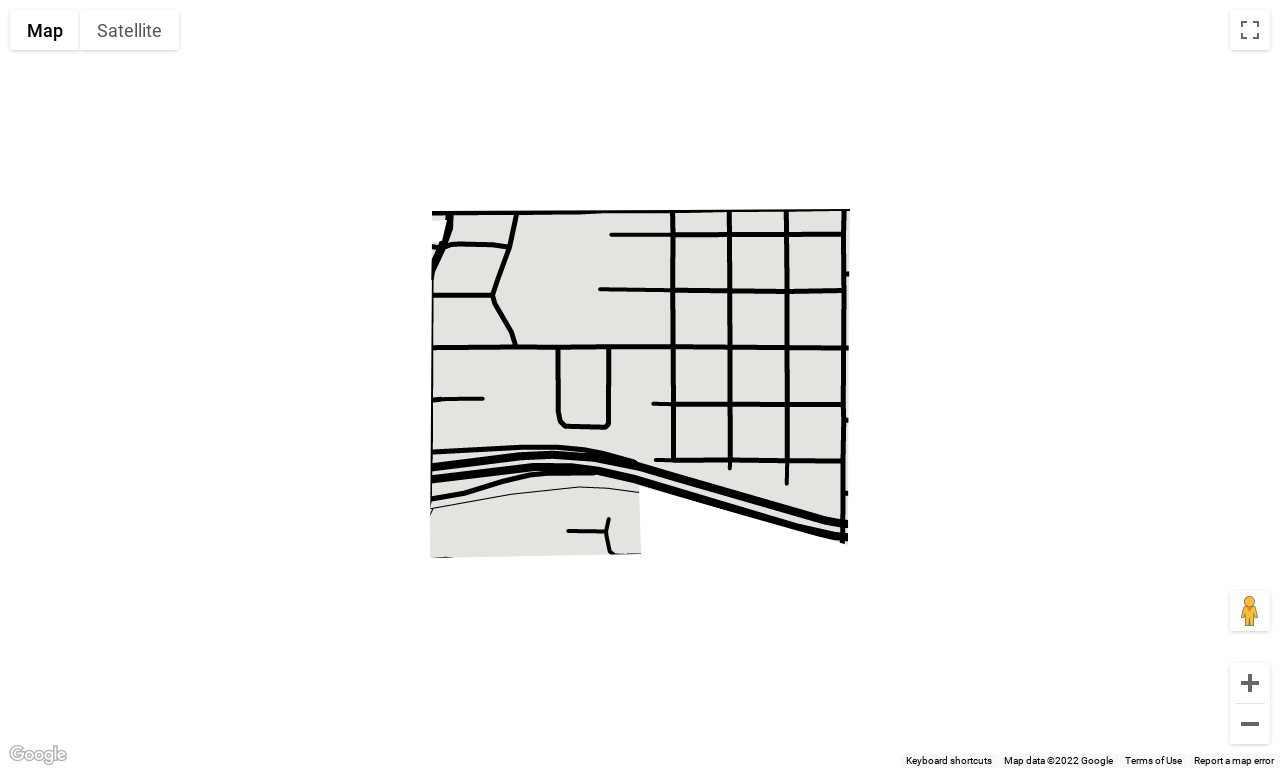 Map Satellite
Google
Keyboard shortcuts Map data ©2022 Google Terms of Use Report a map error